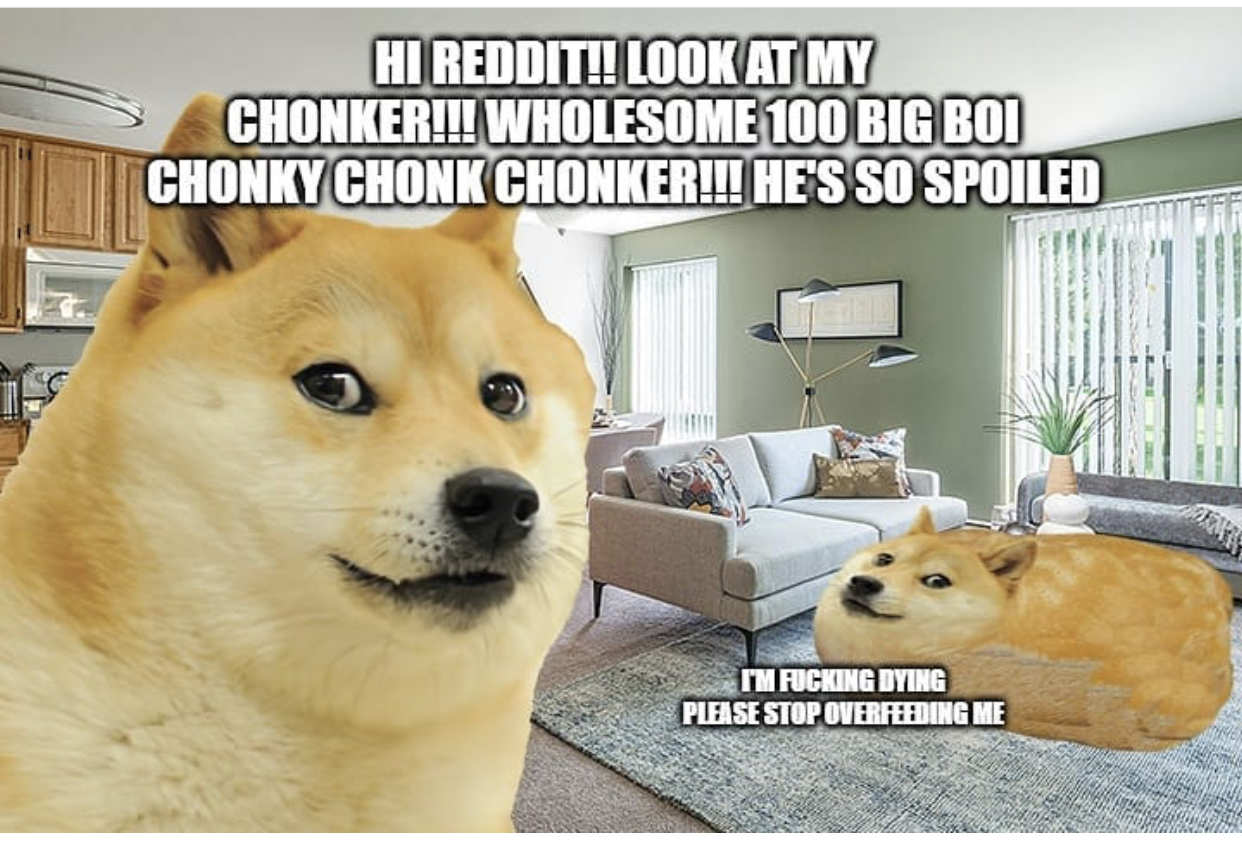 HI REDDIT!! LOOK AT MY
CHONKER!!! WHOLESOME 100 BIG BOI
CHONKY CHONK CHONKER!!! HE'S SO SPOILED
I'M FUCKING DYING
PLEASE STOP OVERFEEDING ME